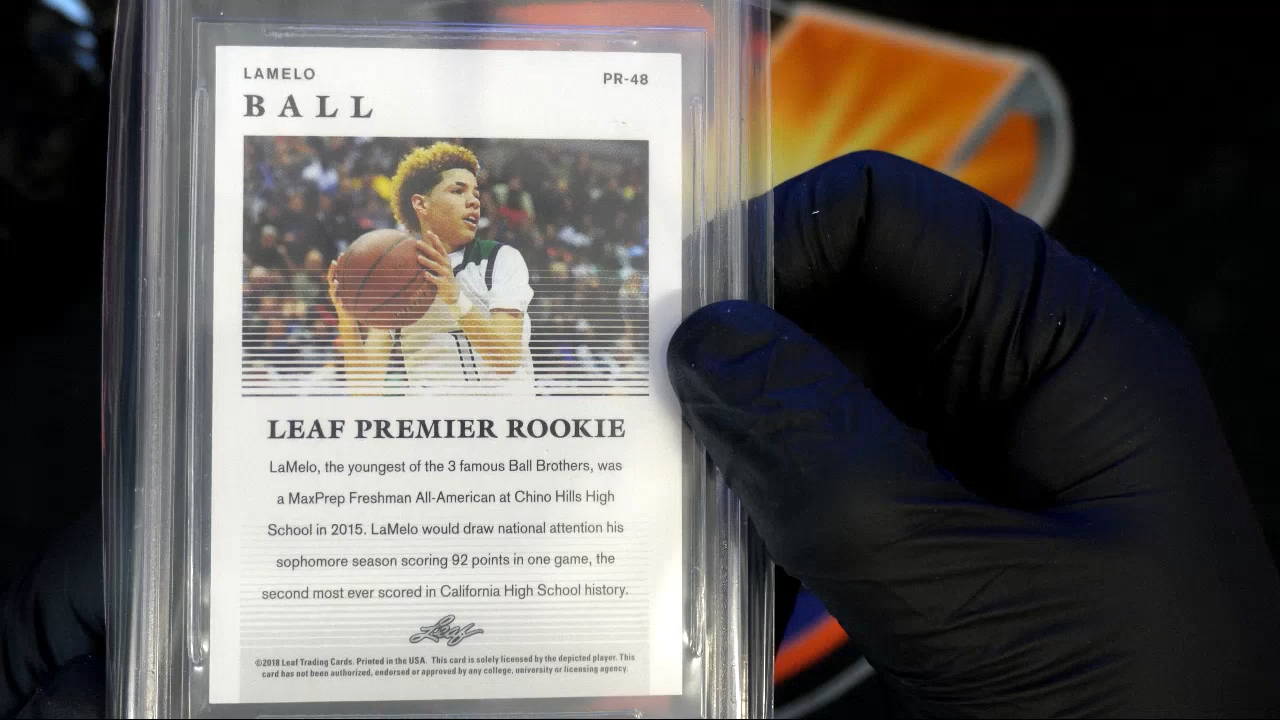 LAMELO
PR-48
BALL
LEAF PREMIER ROOKIE
LaMelo, the youngest of the 3 famous Ball Brothers, was
a MaxPrep Freshman All-American at Chino Hills High
School in 2015. LaMelo would draw national attention his
sophomore season scoring 92 points in one game, the
second most ever scored in California High School history.
Leaf
©2018 Leaf Trading Cards. Printed in the USA. This card is solely licensed by the depicted player. This
card has not been authorized, endorsed or approved by any college, university or licensing agency.